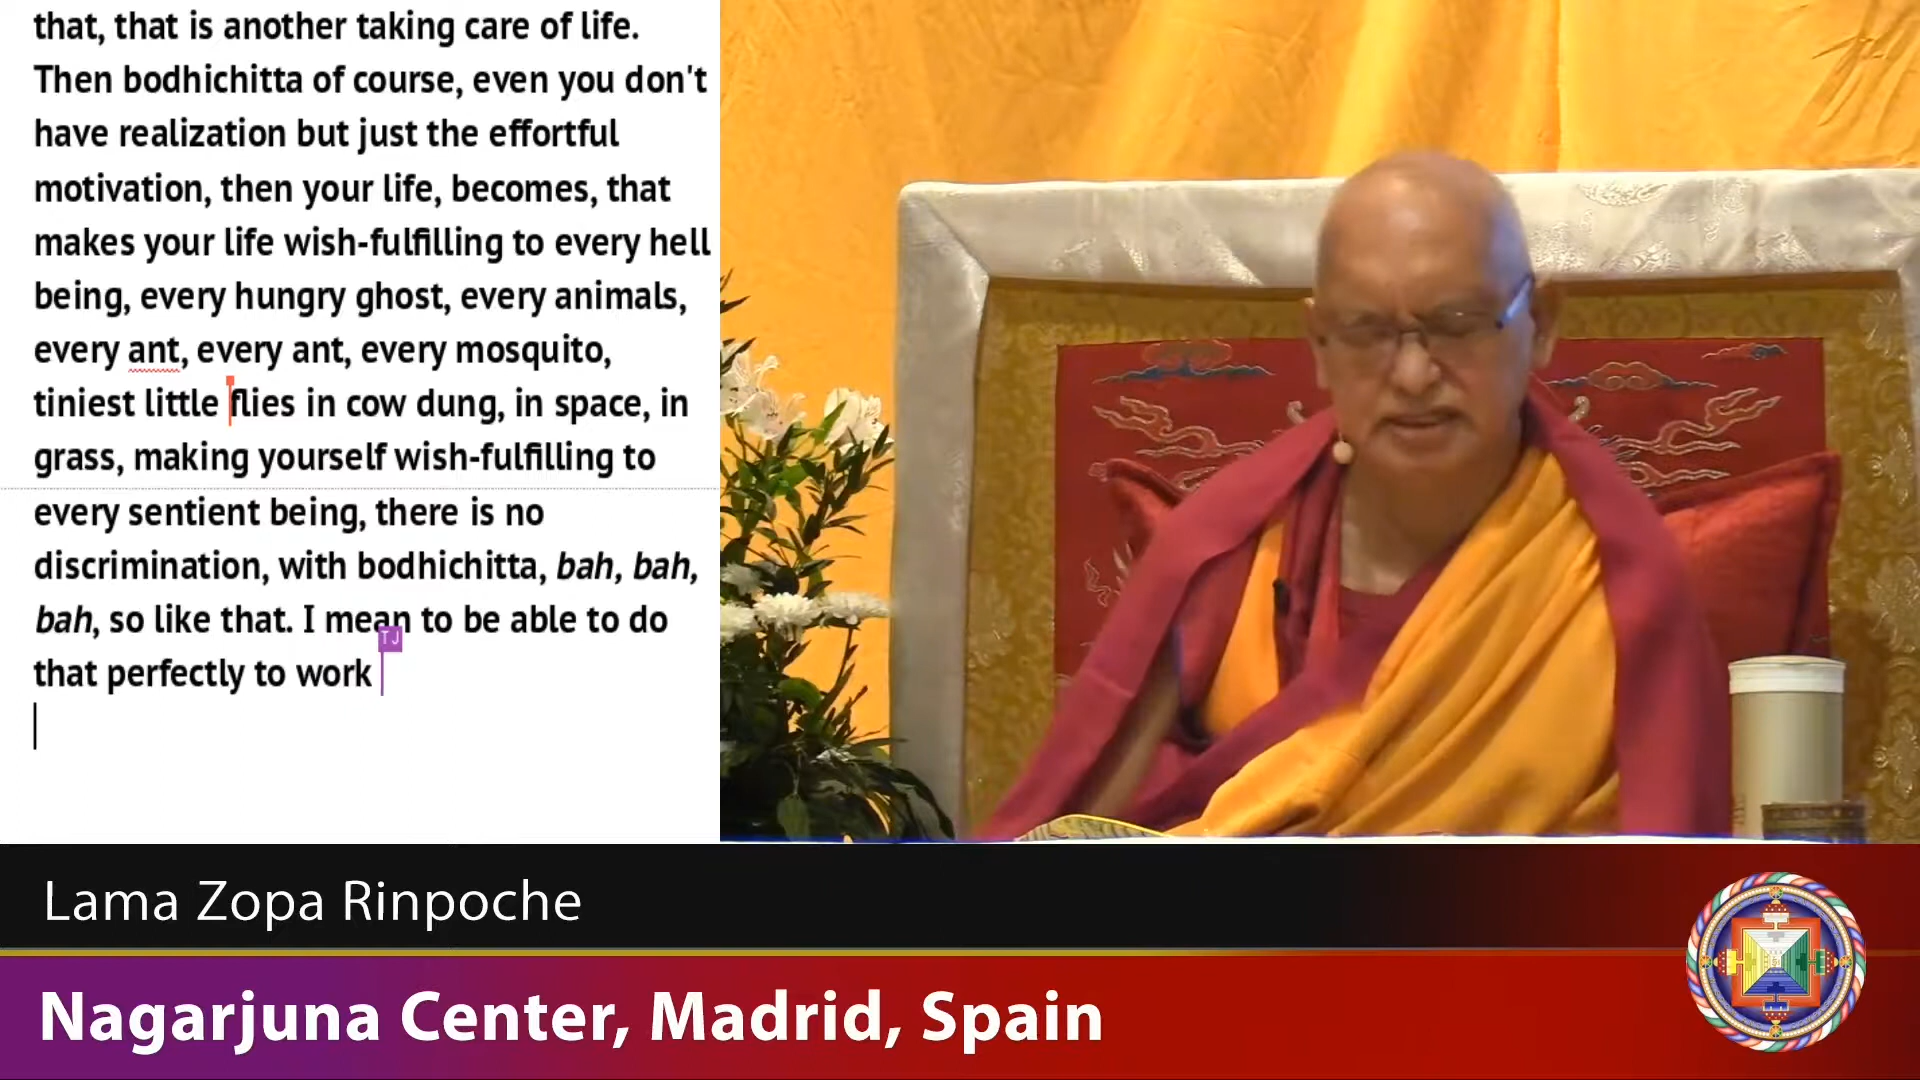 that, that is another taking care of life.
Then bodhichitta of course, even you don't
have realization but just the effortful
motivation, then your life, becomes, that
makes your life wish-fulfilling to every hell
being, every hungry ghost, every animals,
every ant, every ant, every mosquito,
tiniest little flies in cow dung, in space, in
grass, making yourself wish-fulfilling to
every sentient being, there is no
discrimination, with bodhichitta, bah, bah,
bah, so like that. I mean to be able to do
that perfectly to work
TJ
Lama Zopa Rinpoche
Nagarjuna Center, Madrid, Spain